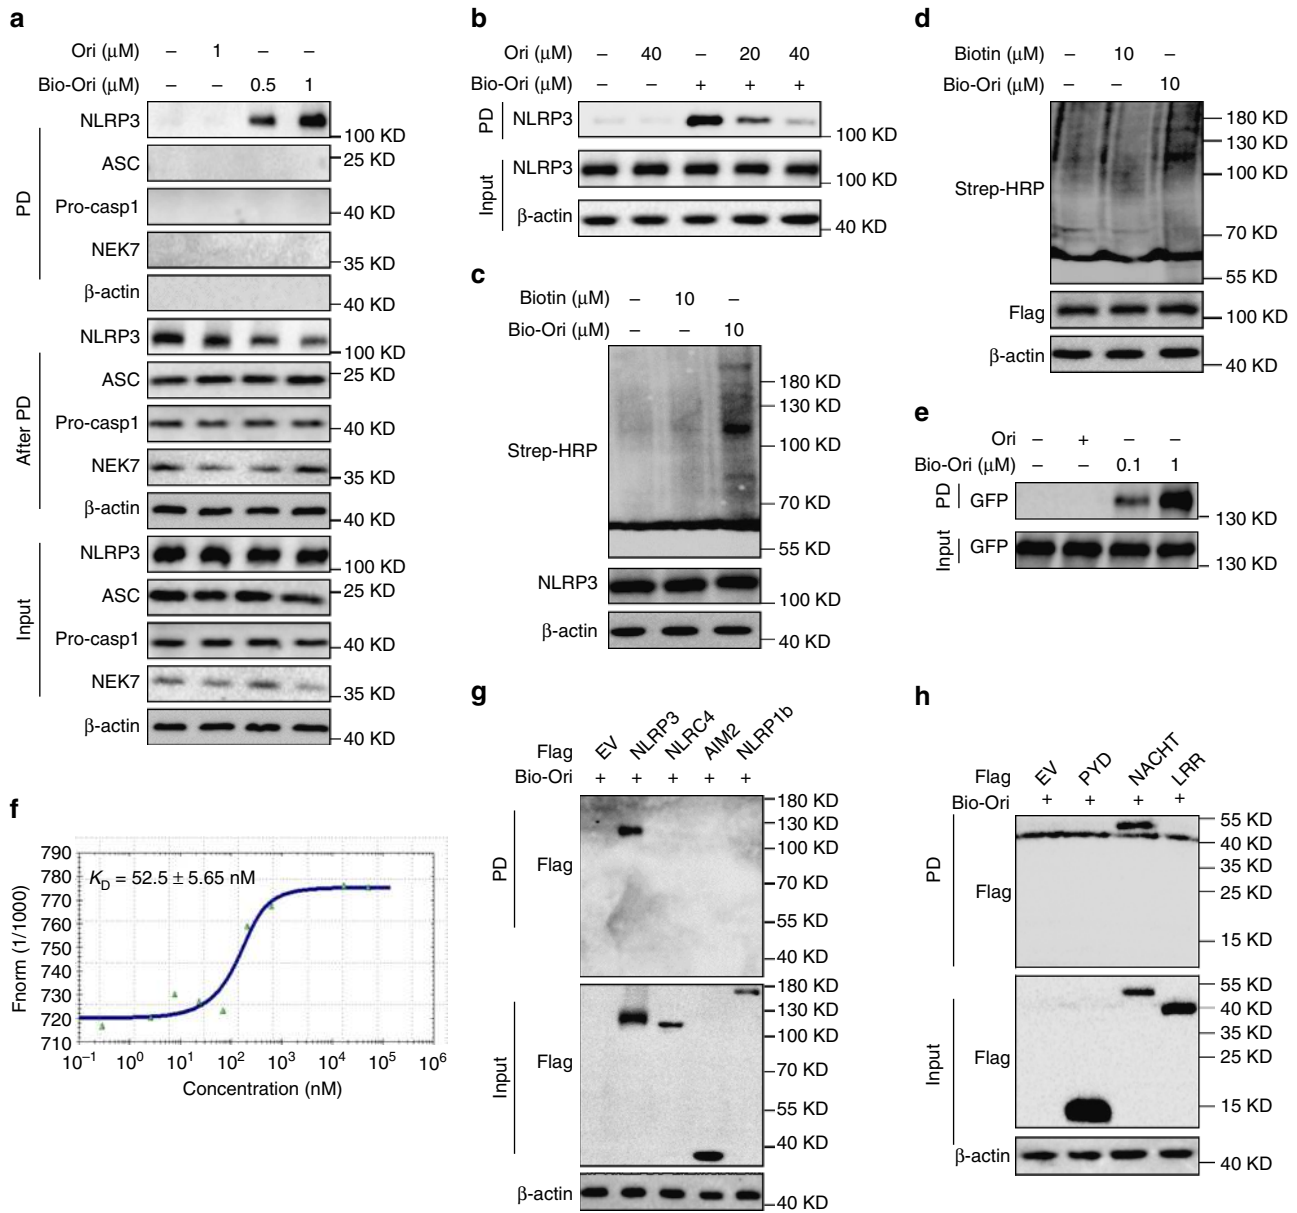 a
Ori (μM) – 1 – –
Bio-Ori (μM) – – 0.5 1
PD
NLRP3 100 KD
ASC 25 KD
Pro-casp1 40 KD
NEK7 35 KD
β-actin 40 KD
After PD
NLRP3 100 KD
ASC 25 KD
Pro-casp1 40 KD
NEK7 35 KD
β-actin 40 KD
Input
NLRP3 100 KD
ASC 25 KD
Pro-casp1 40 KD
NEK7 35 KD
β-actin 40 KD
b
Ori (μM) – 40 – 20 40
Bio-Ori (μM) – – + + +
PD
NLRP3 100 KD
Input
NLRP3 100 KD
β-actin 40 KD
c
Biotin (μM) – 10 –
Bio-Ori (μM) – – 10
Strep-HRP
180 KD
130 KD
100 KD
70 KD
55 KD
NLRP3 100 KD
β-actin 40 KD
d
Biotin (μM) – 10 –
Bio-Ori (μM) – – 10
Strep-HRP
180 KD
130 KD
100 KD
70 KD
55 KD
Flag 100 KD
β-actin 40 KD
e
Ori – + – –
Bio-Ori (μM) – – 0.1 1
PD
GFP 130 KD
Input
GFP 130 KD
f
K_D = 52.5 ± 5.65 nM
Fnorm (1/1000)
790
780
770
760
750
740
730
720
710
10⁻¹ 10⁰ 10¹ 10² 10³ 10⁴ 10⁵ 10⁶
Concentration (nM)
g
Flag EV NLRP3 NLRC4 AIM2 NLRP1b
Bio-Ori + + + + +
PD
Flag
180 KD
130 KD
100 KD
70 KD
55 KD
40 KD
Input
Flag
180 KD
130 KD
100 KD
70 KD
55 KD
40 KD
β-actin 40 KD
h
Flag EV PYD NACHT LRR
Bio-Ori + + + +
PD
Flag
55 KD
40 KD
35 KD
25 KD
15 KD
Input
Flag
55 KD
40 KD
35 KD
25 KD
15 KD
β-actin 40 KD